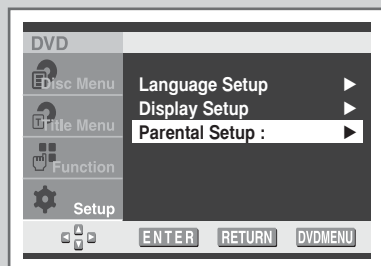 DVD
Disc Menu
Title Menu
Function
Setup
Language Setup
Display Setup
Parental Setup :
ENTER RETURN DVDMENU